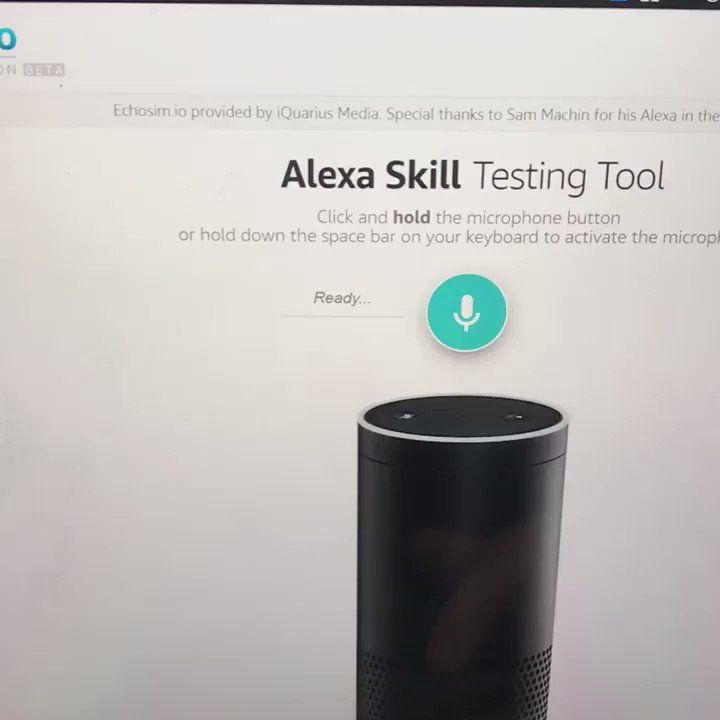 o
ON BETA
Echosim.io provided by iQuarius Media. Special thanks to Sam Machin for his Alexa in the
Alexa Skill Testing Tool
Click and hold the microphone button
or hold down the space bar on your keyboard to activate the microph
Ready...